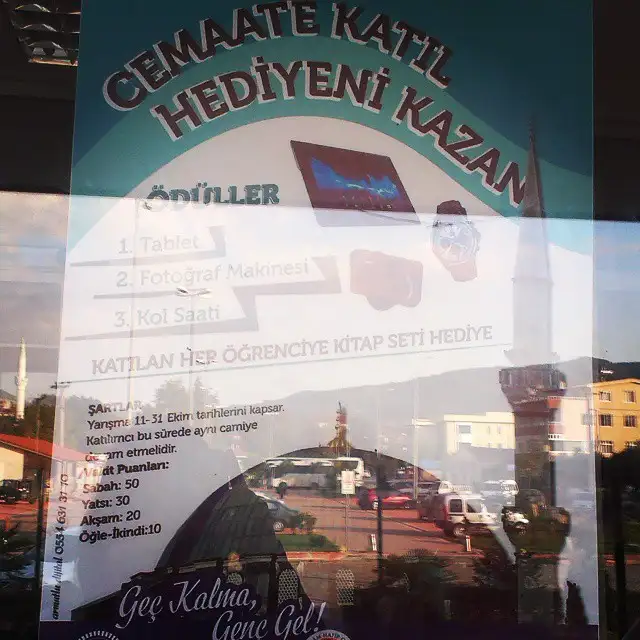 CEMAATE KATIL
HEDİYENİ KAZAN
ÖDÜLLER
1. Tablet
2. Fotoğraf Makinesi
3. Kol Saati
KATILAN HER ÖĞRENCİYE KİTAP SETİ HEDİYE
ŞARTLAR
Yarışma 11-31 Ekim tarihlerini kapsar.
Katılımcı bu sürede aynı camiye
etmelidir.
Puanları:
Sabah: 50
Yatsı: 30
Akşam: 20
Öğle-İkindi:10
Geç Kalma,
Genç Gel!